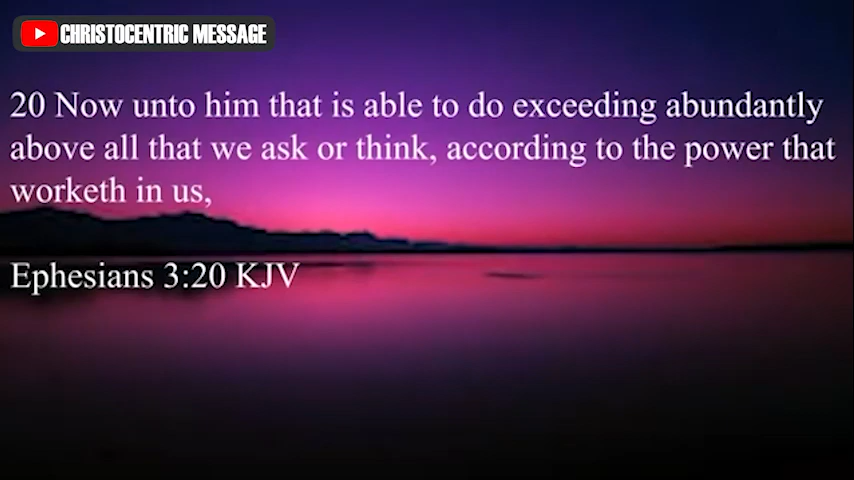 CHRISTOCENTRIC MESSAGE
20 Now unto him that is able to do exceeding abundantly
above all that we ask or think, according to the power that
worketh in us,
Ephesians 3:20 KJV